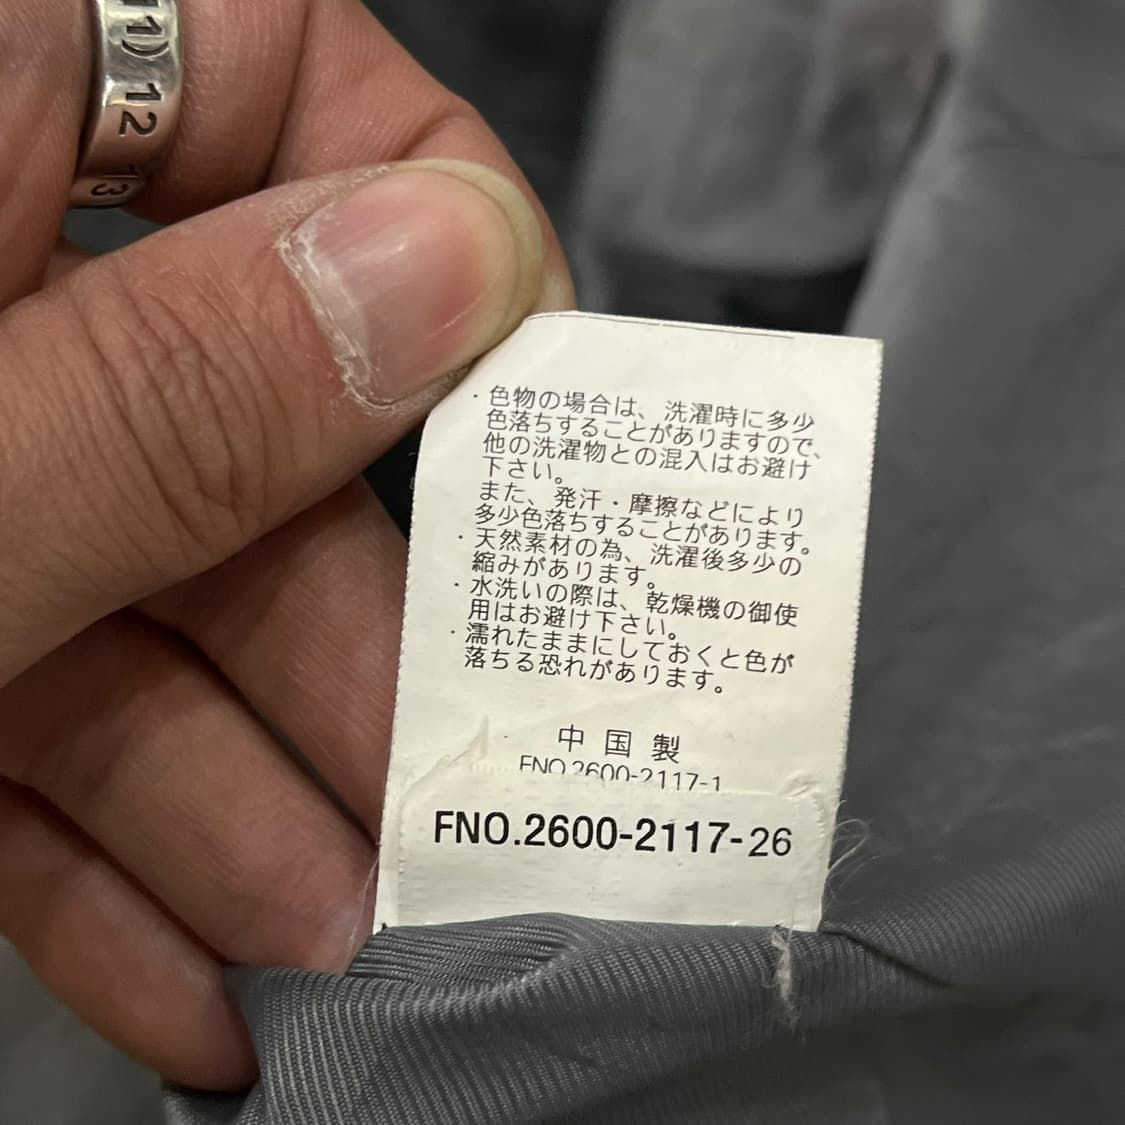 11) 12 13
・色物の場合は、洗濯時に多少
色落ちすることがありますので、
他の洗濯物との混入はお避け
下さい。
また、発汗・摩擦などにより
多少色落ちすることがあります。
・天然素材の為、洗濯後多少の
縮みがあります。
・水洗いの際は、乾燥機の御使
用はお避け下さい。
・濡れたままにしておくと色が
落ちる恐れがあります。
中国製
FNO.2600-2117-1
FNO.2600-2117-26